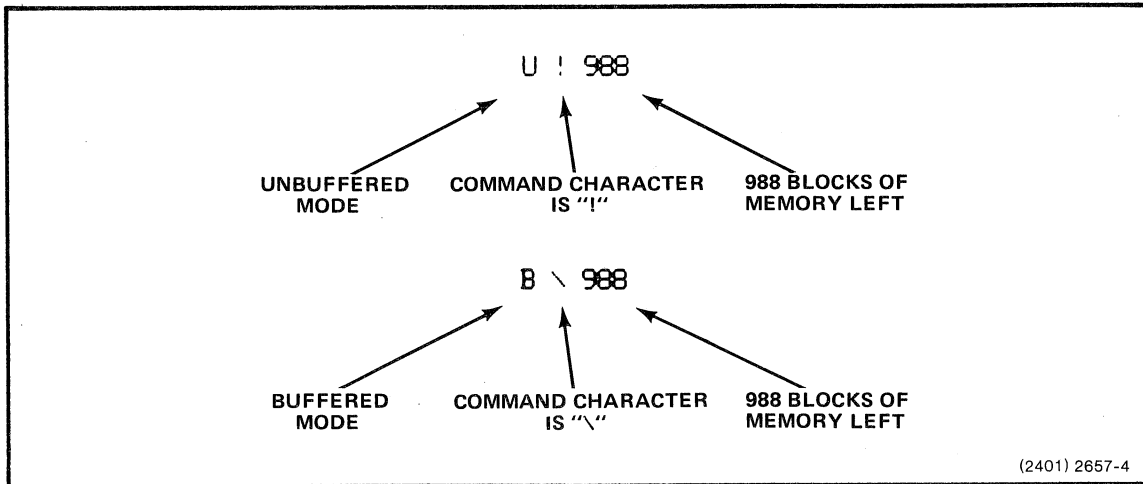 U ! 988
UNBUFFERED MODE
COMMAND CHARACTER IS "!"
988 BLOCKS OF MEMORY LEFT
B \ 988
BUFFERED MODE
COMMAND CHARACTER IS "\"
988 BLOCKS OF MEMORY LEFT
(2401) 2657-4